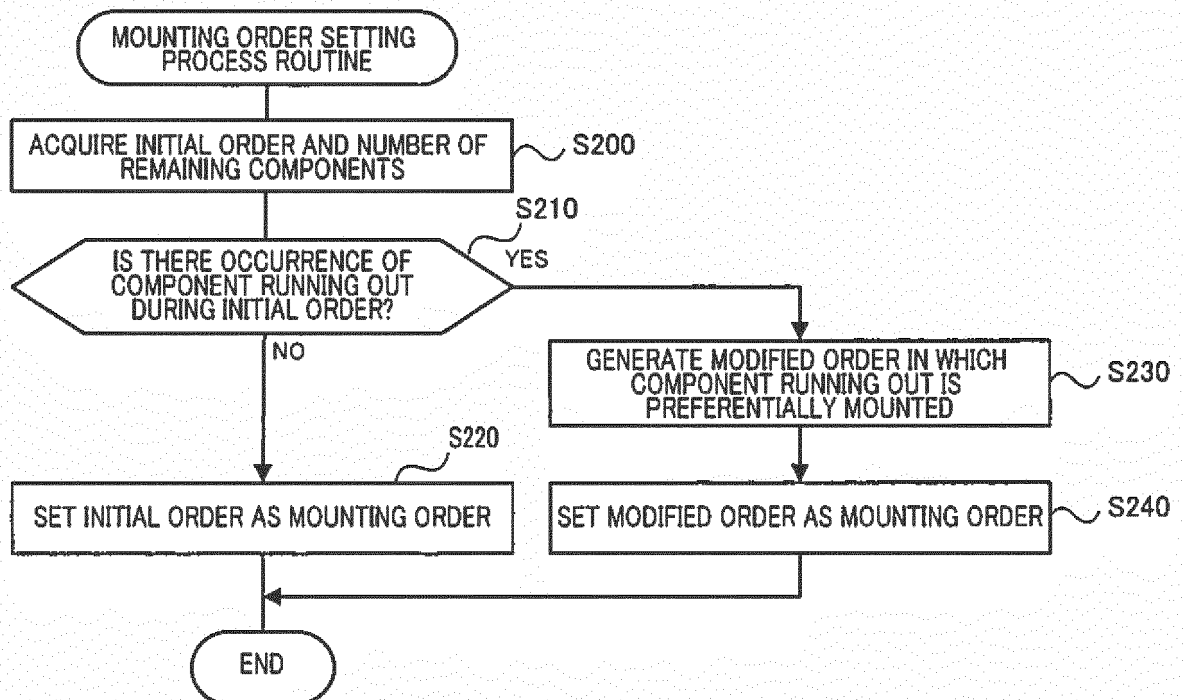 MOUNTING ORDER SETTING
PROCESS ROUTINE
ACQUIRE INITIAL ORDER AND NUMBER OF
REMAINING COMPONENTS
S200
S210
IS THERE OCCURRENCE OF
COMPONENT RUNNING OUT
DURING INITIAL ORDER?
YES
NO
GENERATE MODIFIED ORDER IN WHICH
COMPONENT RUNNING OUT IS
PREFERENTIALLY MOUNTED
S230
S220
SET INITIAL ORDER AS MOUNTING ORDER
SET MODIFIED ORDER AS MOUNTING ORDER
S240
END